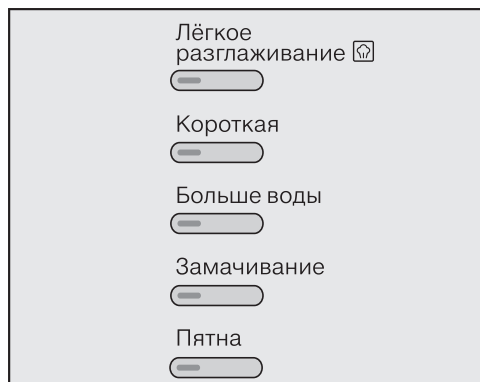 Лёгкое
разглаживание
Короткая
Больше воды
Замачивание
Пятна